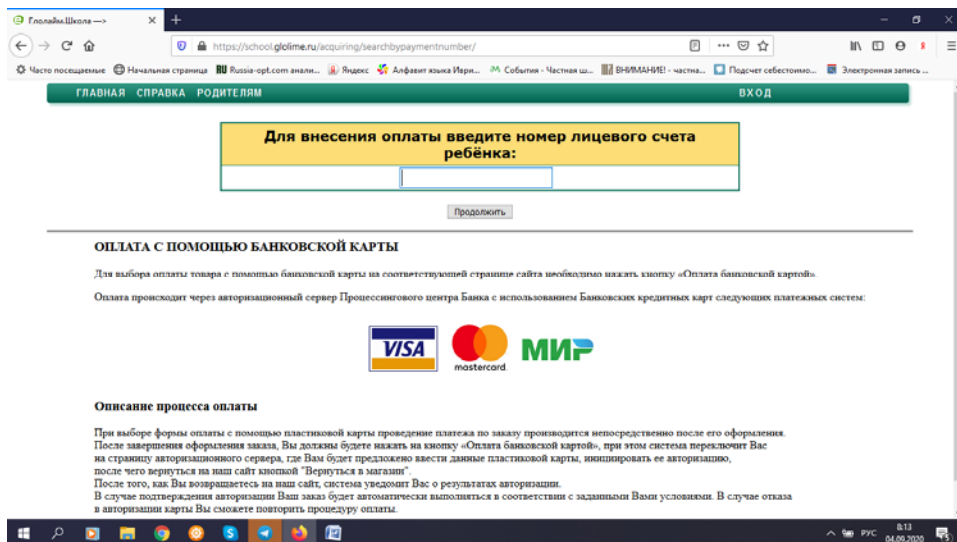 Глолайм.Школа —>
https://school.glolime.ru/acquiring/searchbypaymentnumber/
Часто посещаемые Начальная страница Russia-opt.com анали... Яндекс Алфавит языка Иври... События - Частная ш... ВНИМАНИЕ! - частна... Подсчет себестоимо... Электронная запись ...
ГЛАВНАЯ СПРАВКА РОДИТЕЛЯМ ВХОД
Для внесения оплаты введите номер лицевого счета
ребёнка:
Продолжить
ОПЛАТА С ПОМОЩЬЮ БАНКОВСКОЙ КАРТЫ
Для выбора оплаты товара с помощью банковской карты на соответствующей странице сайта необходимо нажать кнопку «Оплата банковской картой».
Оплата происходит через авторизационный сервер Процессингового центра Банка с использованием Банковских кредитных карт следующих платежных систем:
VISA mastercard МИР
Описание процесса оплаты
При выборе формы оплаты с помощью пластиковой карты проведение платежа по заказу производится непосредственно после его оформления.
После завершения оформления заказа, Вы должны будете нажать на кнопку «Оплата банковской картой», при этом система переключит Вас
на страницу авторизационного сервера, где Вам будет предложено ввести данные пластиковой карты, инициировать ее авторизацию,
после чего вернуться на наш сайт кнопкой "Вернуться в магазин".
После того, как Вы возвращаетесь на наш сайт, система уведомит Вас о результатах авторизации.
В случае подтверждения авторизации Ваш заказ будет автоматически выполняться в соответствии с заданными Вами условиями. В случае отказа
в авторизации карты Вы сможете повторить процедуру оплаты.
РУС 8:13
04.09.2020